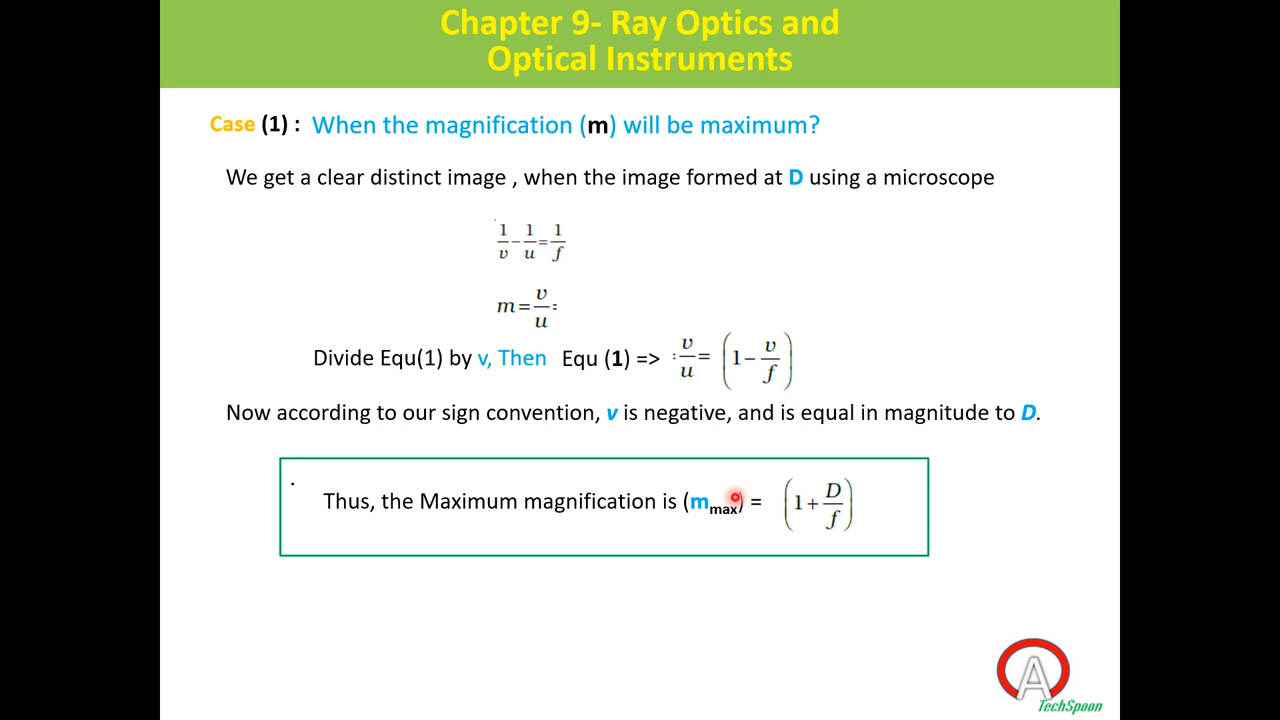 Chapter 9- Ray Optics and
Optical Instruments
Case (1) : When the magnification (m) will be maximum?
We get a clear distinct image , when the image formed at D using a microscope
1/v - 1/u = 1/f
m = v/u =
Divide Equ(1) by v, Then Equ (1) => : v/u = (1 - v/f)
Now according to our sign convention, v is negative, and is equal in magnitude to D.
Thus, the Maximum magnification is (mmax) = (1 + D/f)
A
TechSpoon